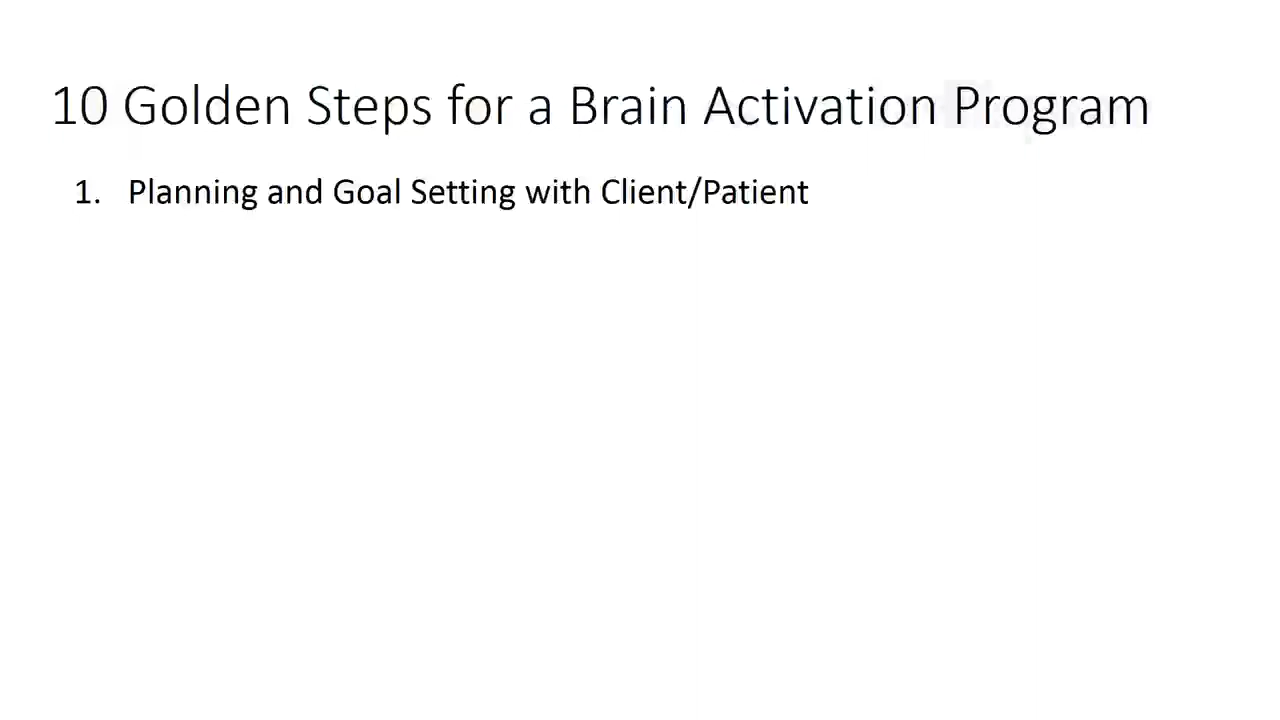 10 Golden Steps for a Brain Activation Program
1. Planning and Goal Setting with Client/Patient